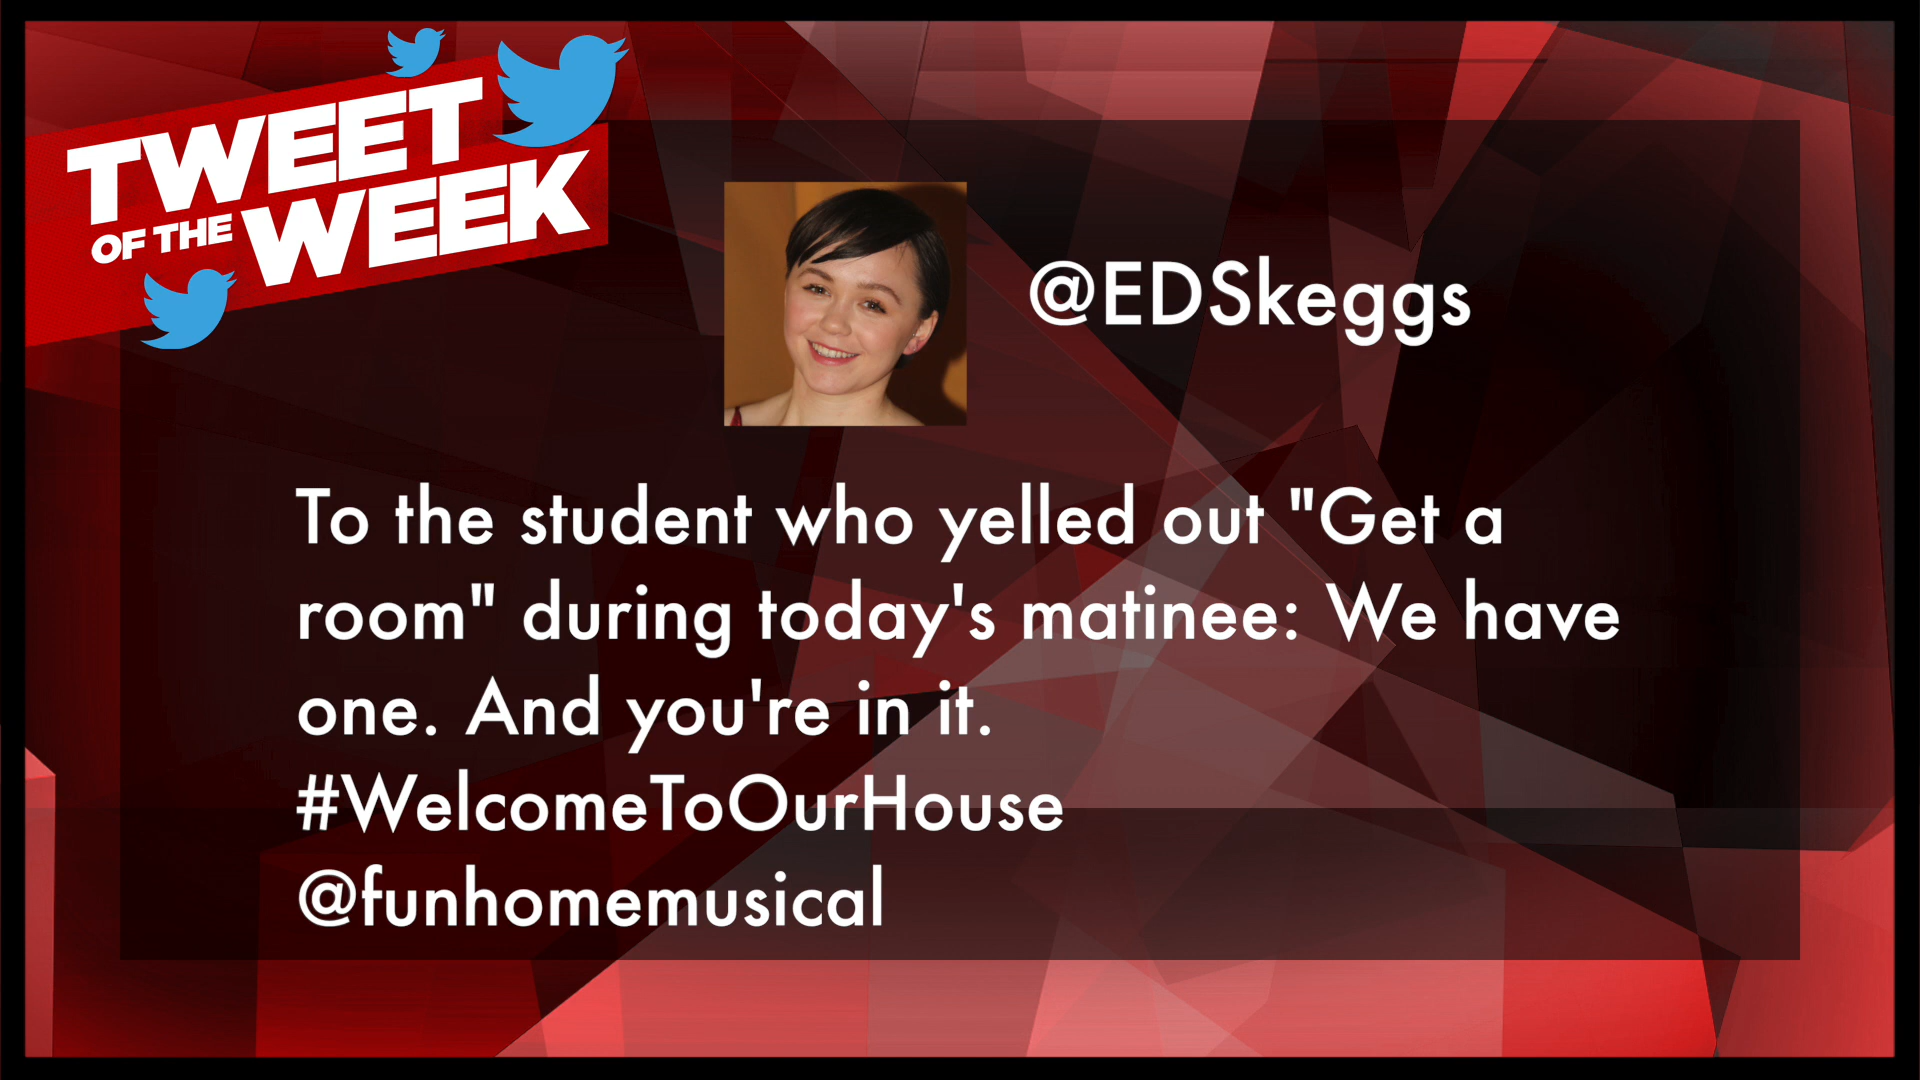 TWEET
OF THE WEEK
@EDSkeggs
To the student who yelled out "Get a
room" during today's matinee: We have
one. And you're in it.
#WelcomeToOurHouse
@funhomemusical